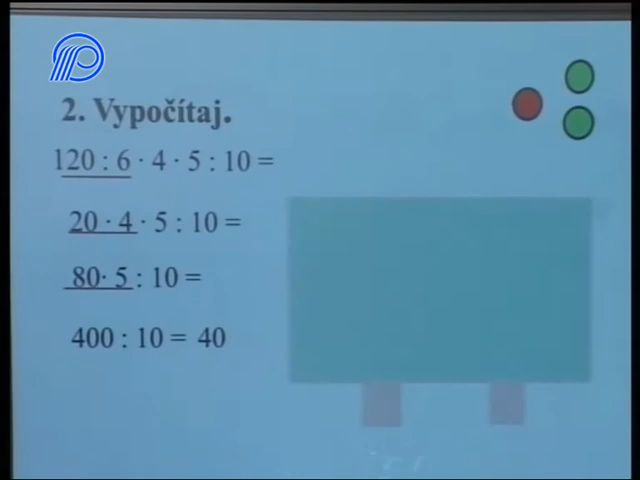 2. Vypočítaj.
120 : 6 · 4 · 5 : 10 =
20 · 4 · 5 : 10 =
80· 5 : 10 =
400 : 10 = 40